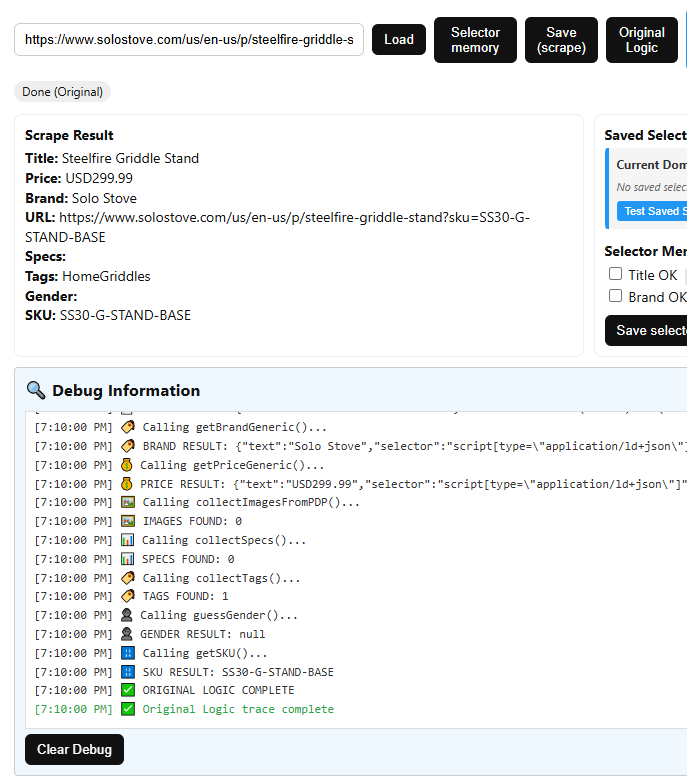 https://www.solostove.com/us/en-us/p/steelfire-griddle-s
Load
Selector
memory
Save
(scrape)
Original
Logic
Done (Original)
Scrape Result
Title: Steelfire Griddle Stand
Price: USD299.99
Brand: Solo Stove
URL: https://www.solostove.com/us/en-us/p/steelfire-griddle-stand?sku=SS30-G-
STAND-BASE
Specs:
Tags: HomeGriddles
Gender:
SKU: SS30-G-STAND-BASE
Saved Select
Current Dom
No saved selec
Test Saved S
Selector Mer
Title OK
Brand OK
Save selecto
🔍 Debug Information
[7:10:00 PM] 🏷️ Calling getBrandGeneric()...
[7:10:00 PM] 🏷️ BRAND RESULT: {"text":"Solo Stove","selector":"script[type=\"application/ld+json\"]
[7:10:00 PM] 💰 Calling getPriceGeneric()...
[7:10:00 PM] 💰 PRICE RESULT: {"text":"USD299.99","selector":"script[type=\"application/ld+json\"]"
[7:10:00 PM] 🖼️ Calling collectImagesFromPDP()...
[7:10:00 PM] 🖼️ IMAGES FOUND: 0
[7:10:00 PM] 📊 Calling collectSpecs()...
[7:10:00 PM] 📊 SPECS FOUND: 0
[7:10:00 PM] 🏷️ Calling collectTags()...
[7:10:00 PM] 🏷️ TAGS FOUND: 1
[7:10:00 PM] 👤 Calling guessGender()...
[7:10:00 PM] 👤 GENDER RESULT: null
[7:10:00 PM] 🔢 Calling getSKU()...
[7:10:00 PM] 🔢 SKU RESULT: SS30-G-STAND-BASE
[7:10:00 PM] ✅ ORIGINAL LOGIC COMPLETE
[7:10:00 PM] ✅ Original Logic trace complete
Clear Debug